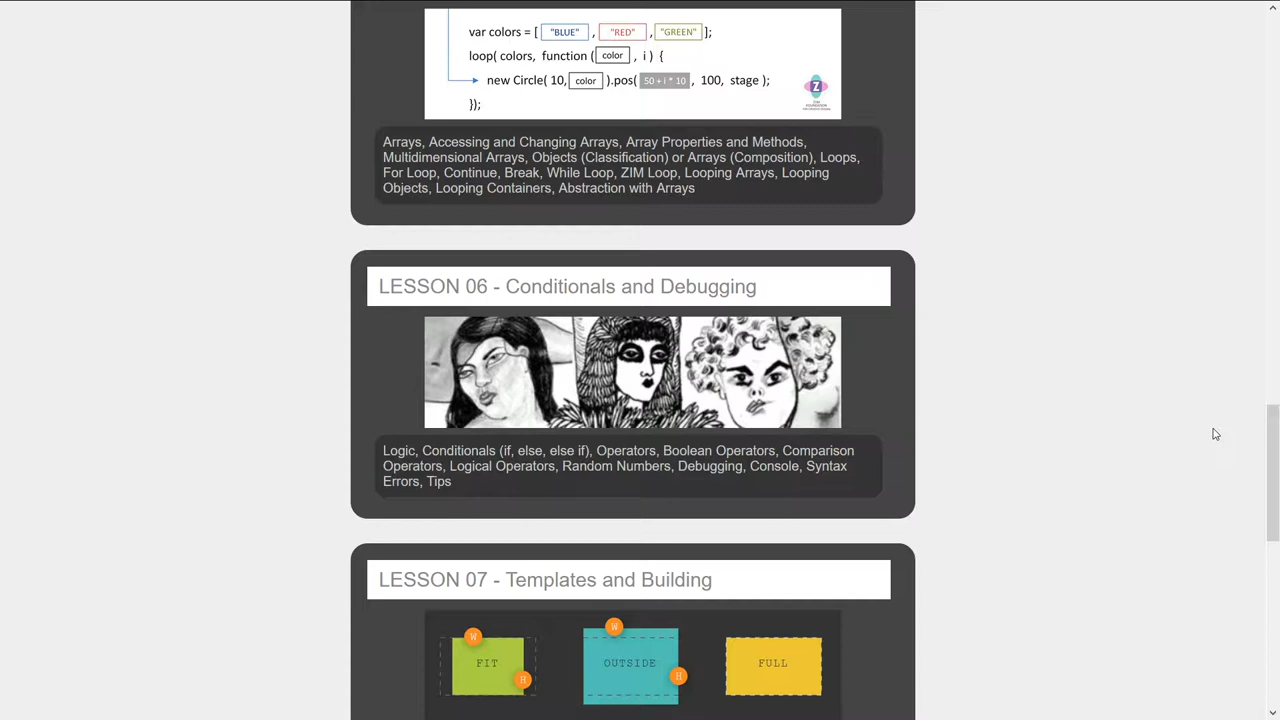 var colors = [ "BLUE" , "RED" , "GREEN" ];
loop( colors, function ( color , i ) {
new Circle( 10, color ).pos( 50 + i * 10 , 100, stage );
});
Z
ZIM
FOUNDATION
Arrays, Accessing and Changing Arrays, Array Properties and Methods,
Multidimensional Arrays, Objects (Classification) or Arrays (Composition), Loops,
For Loop, Continue, Break, While Loop, ZIM Loop, Looping Arrays, Looping
Objects, Looping Containers, Abstraction with Arrays
LESSON 06 - Conditionals and Debugging
Logic, Conditionals (if, else, else if), Operators, Boolean Operators, Comparison
Operators, Logical Operators, Random Numbers, Debugging, Console, Syntax
Errors, Tips
LESSON 07 - Templates and Building
W
W
FIT
OUTSIDE
FULL
H
H